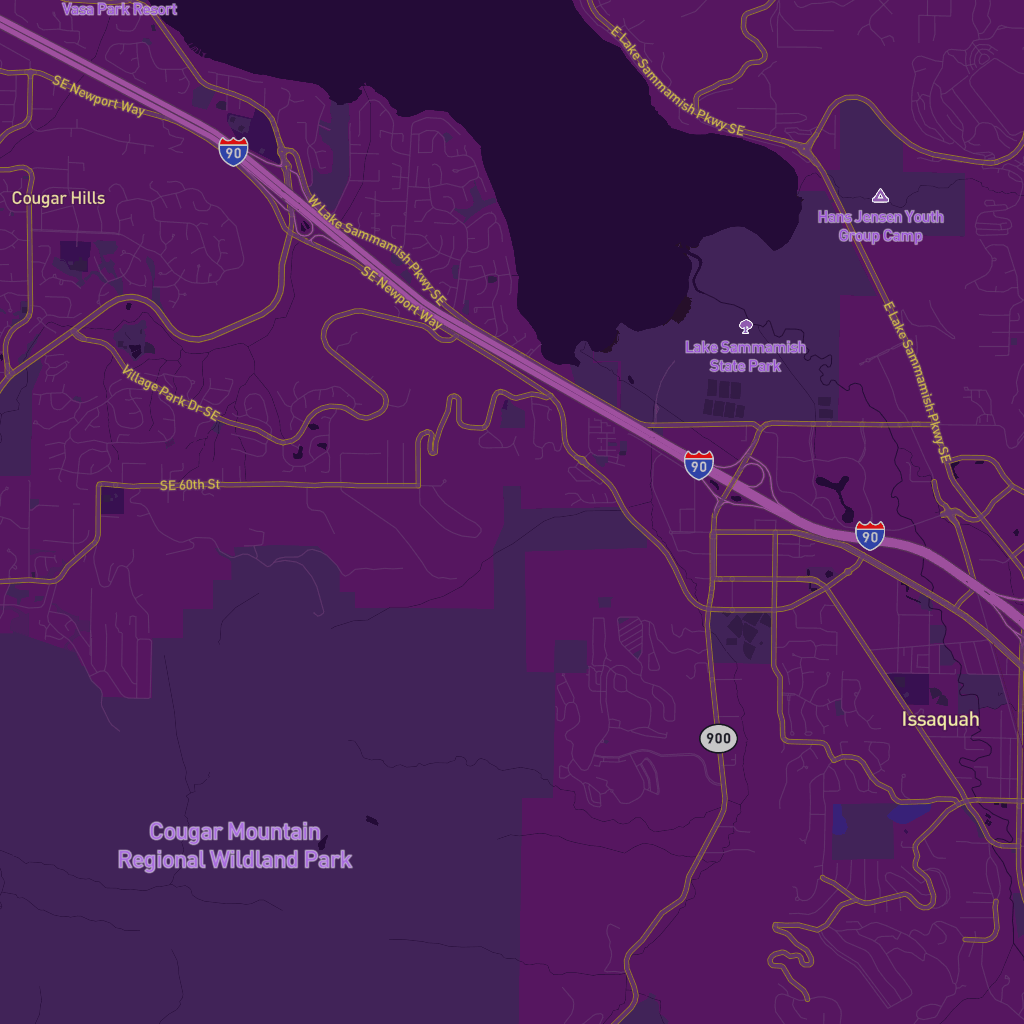 Vasa Park Resort
SE Newport Way
E Lake Sammamish Pkwy SE
90
Cougar Hills
W Lake Sammamish Pkwy SE
Hans Jensen Youth
Group Camp
SE Newport Way
E Lake Sammamish Pkwy SE
Lake Sammamish
State Park
Village Park Dr SE
90
SE 60th St
90
Issaquah
900
Cougar Mountain
Regional Wildland Park